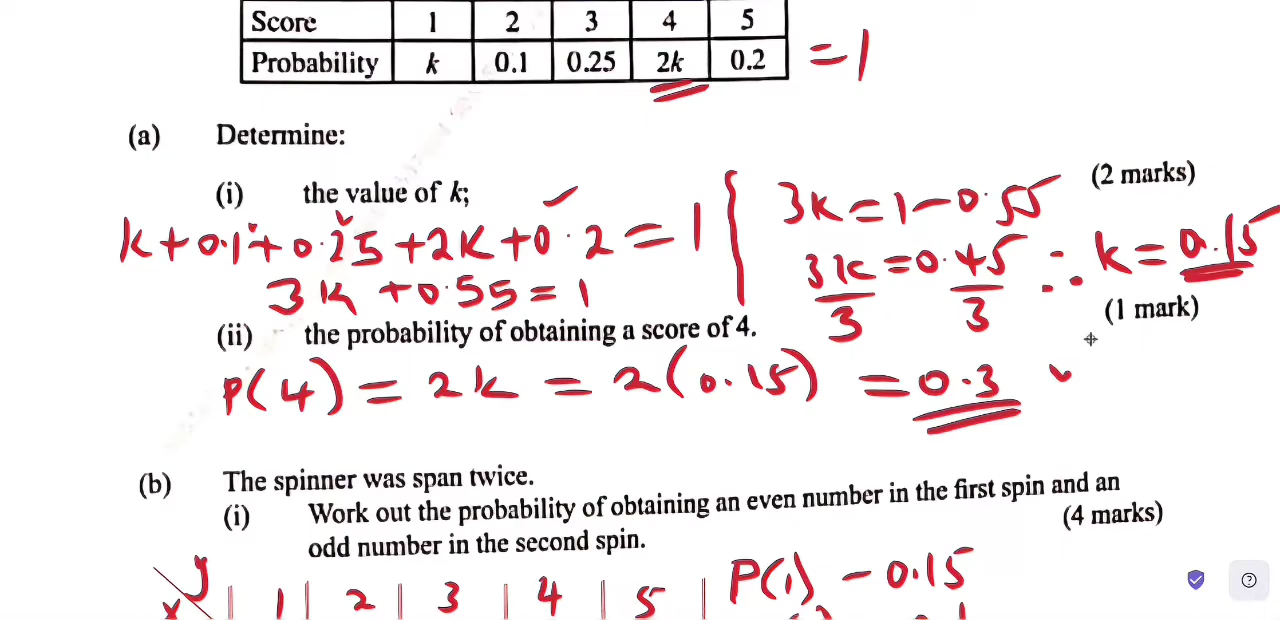 Score 1 2 3 4 5
Probability k 0.1 0.25 2k 0.2 = 1
(a) Determine:
(i) the value of k; (2 marks)
k + 0.1 + 0.25 + 2k + 0.2 = 1
3k + 0.55 = 1
3k = 1 - 0.55
3k = 0.45 ∴ k = 0.15
3 3
(ii) the probability of obtaining a score of 4. (1 mark)
P(4) = 2k = 2(0.15) = 0.3
(b) The spinner was span twice.
(i) Work out the probability of obtaining an even number in the first spin and an
odd number in the second spin. (4 marks)
y
x 1 2 3 4 5 P(1) - 0.15